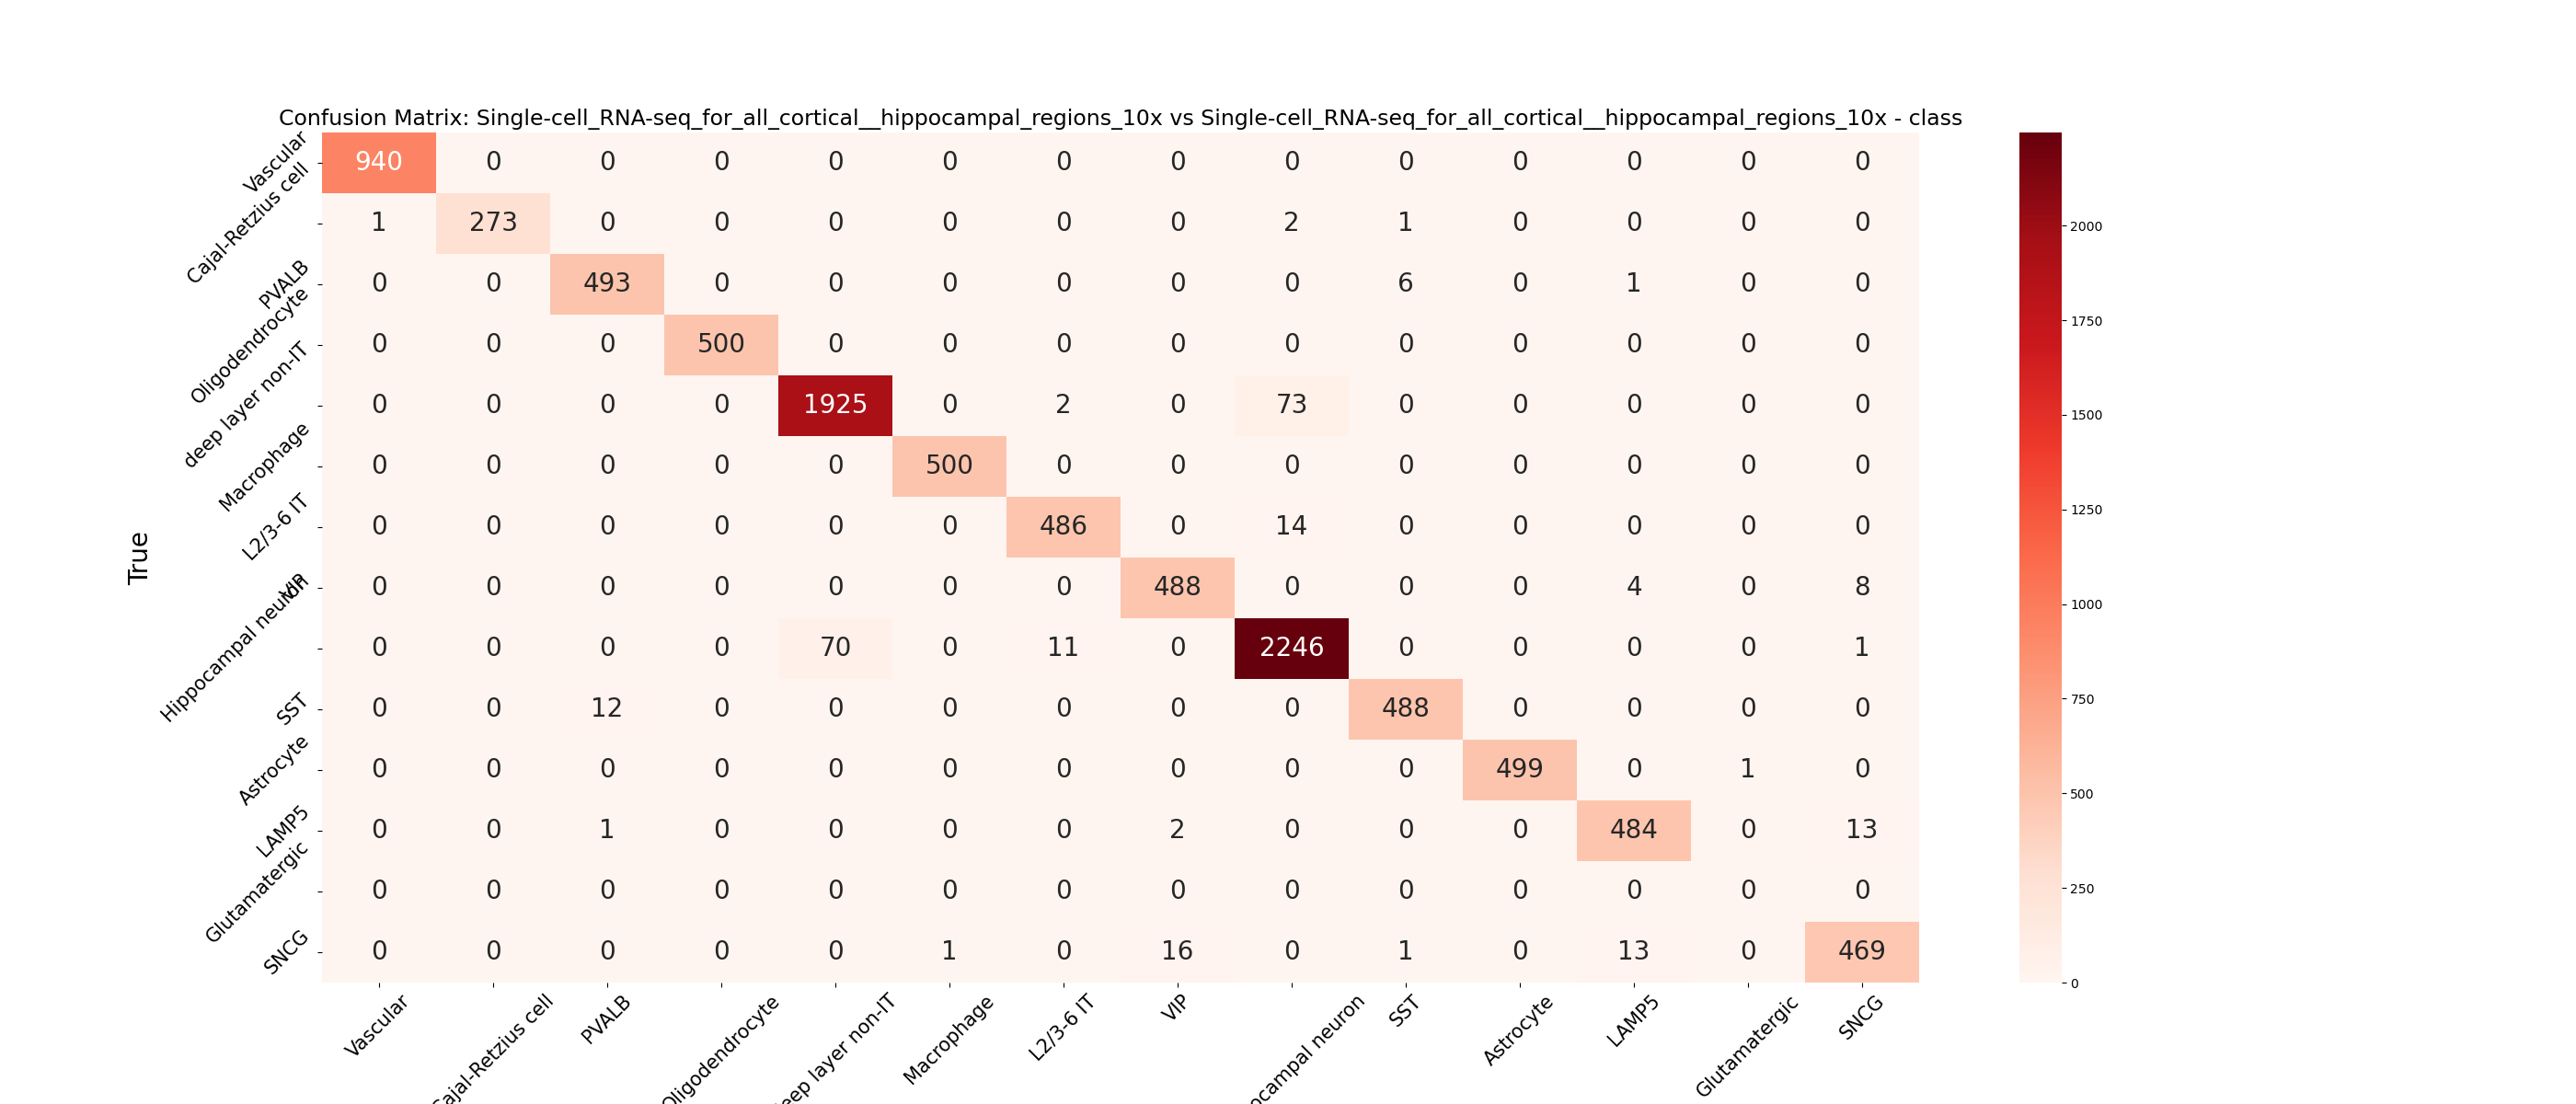 Confusion Matrix: Single-cell_RNA-seq_for_all_cortical__hippocampal_regions_10x vs Single-cell_RNA-seq_for_all_cortical__hippocampal_regions_10x - class
True
Vascular 940 0 0 0 0 0 0 0 0 0 0 0 0 0
Cajal-Retzius cell 1 273 0 0 0 0 0 0 2 1 0 0 0 0
PVALB 0 0 493 0 0 0 0 0 0 6 0 1 0 0
Oligodendrocyte 0 0 0 500 0 0 0 0 0 0 0 0 0 0
deep layer non-IT 0 0 0 0 1925 0 2 0 73 0 0 0 0 0
Macrophage 0 0 0 0 0 500 0 0 0 0 0 0 0 0
L2/3-6 IT 0 0 0 0 0 0 486 0 14 0 0 0 0 0
VIP 0 0 0 0 0 0 0 488 0 0 0 4 0 8
Hippocampal neuron 0 0 0 0 70 0 11 0 2246 0 0 0 0 1
SST 0 0 12 0 0 0 0 0 0 488 0 0 0 0
Astrocyte 0 0 0 0 0 0 0 0 0 0 499 0 1 0
LAMP5 0 0 1 0 0 0 0 2 0 0 0 484 0 13
Glutamatergic 0 0 0 0 0 0 0 0 0 0 0 0 0 0
SNCG 0 0 0 0 0 1 0 16 0 1 0 13 0 469
Vascular
Cajal-Retzius cell
PVALB
Oligodendrocyte
eep layer non-IT
Macrophage
L2/3-6 IT
VIP
ocampal neuron
SST
Astrocyte
LAMP5
Glutamatergic
SNCG
2000
1750
1500
1250
1000
750
500
250
0